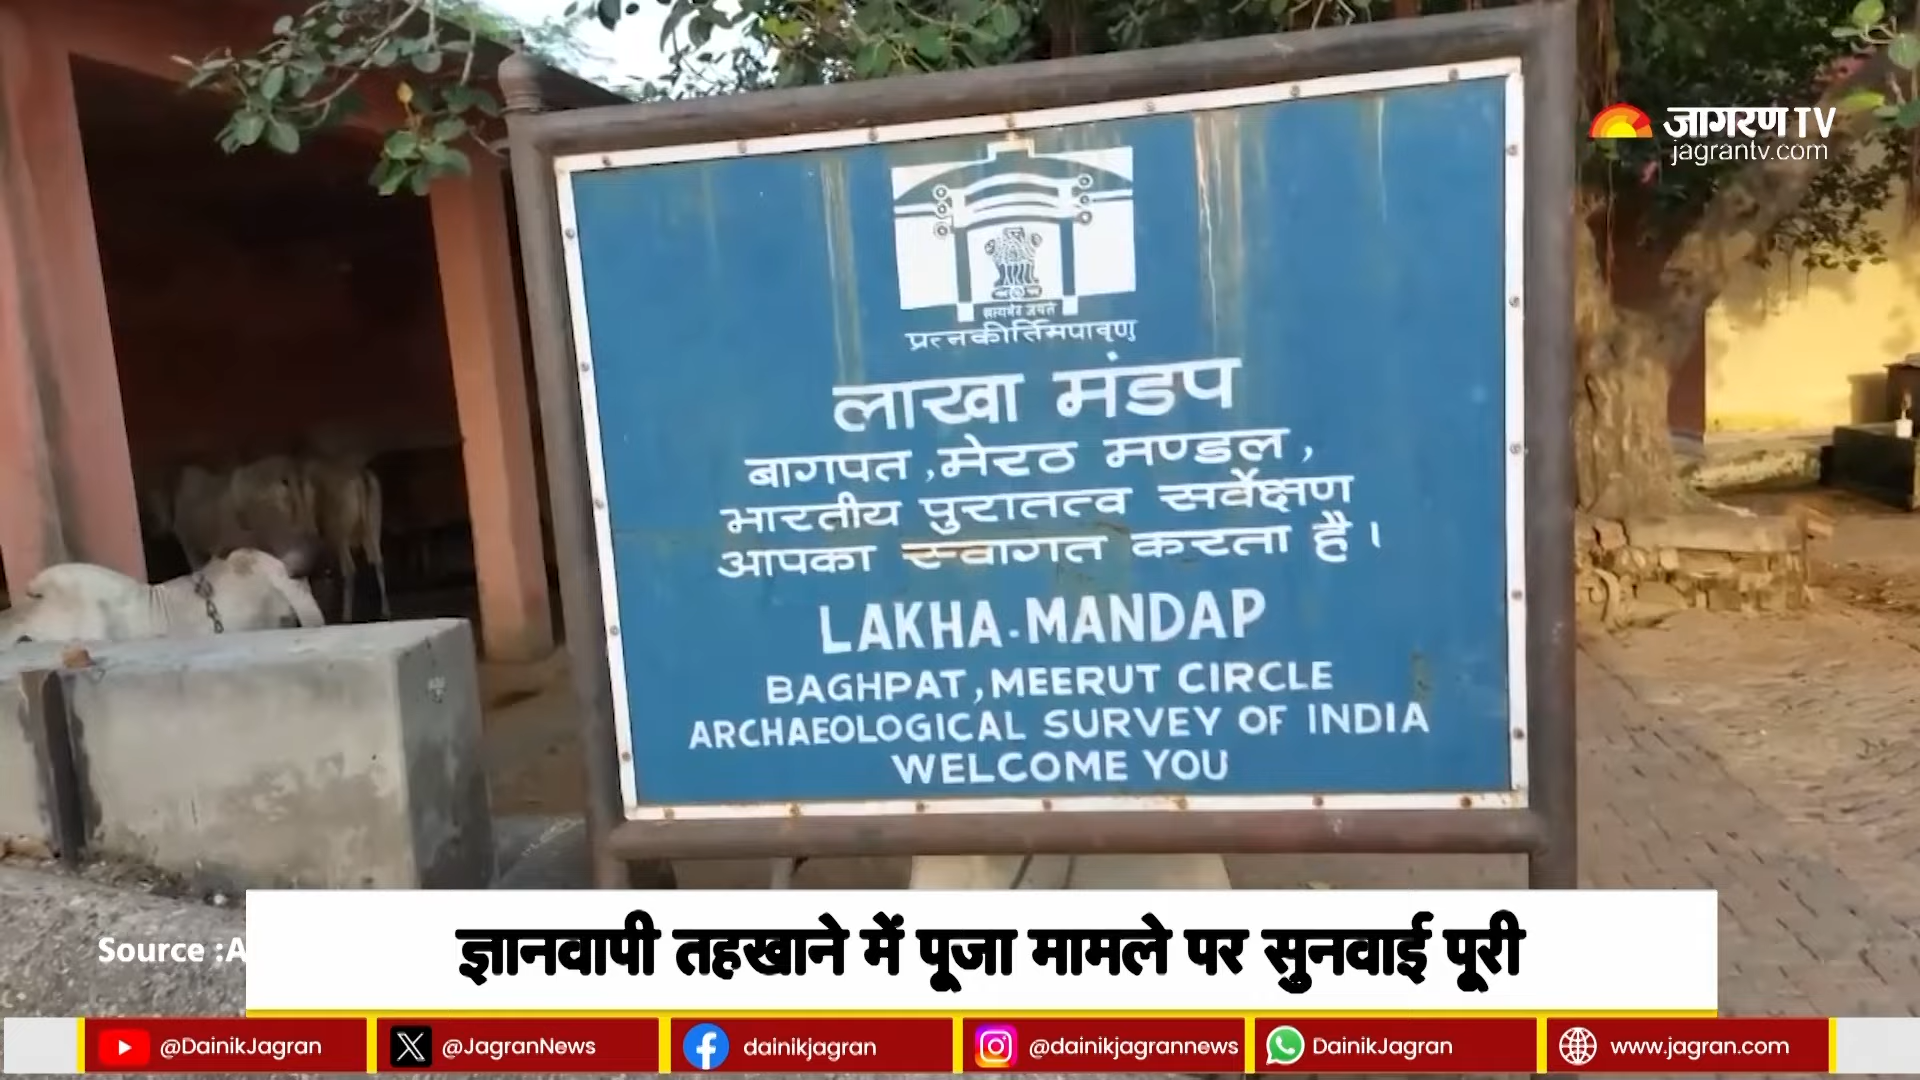 जागरण TV
jagrantv.com
सत्यमेव जयते
प्रत्नकीर्तिमपावृणु
लाखा मंडप
बागपत ,मेरठ मण्डल ,
भारतीय पुरातत्व सर्वेक्षण
आपका स्वागत करता है ।
LAKHA-MANDAP
BAGHPAT, MEERUT CIRCLE
ARCHAEOLOGICAL SURVEY OF INDIA
WELCOME YOU
Source :A
ज्ञानवापी तहखाने में पूजा मामले पर सुनवाई पूरी
@DainikJagran
@JagranNews
dainikjagran
@dainikjagrannews
DainikJagran
www.jagran.com